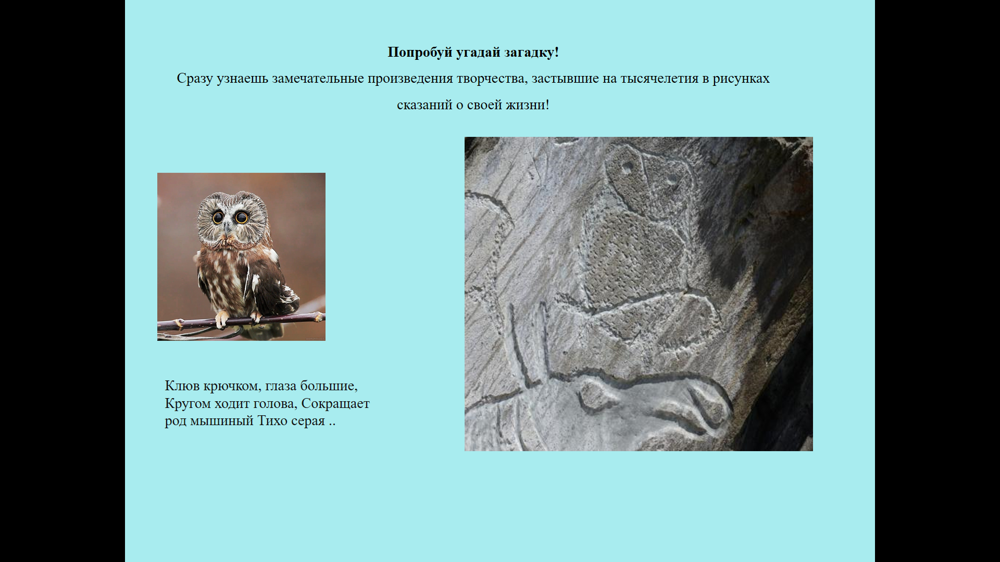 Попробуй угадай загадку!
Сразу узнаешь замечательные произведения творчества, застывшие на тысячелетия в рисунках
сказаний о своей жизни!
Клюв крючком, глаза большие,
Кругом ходит голова, Сокращает
род мышиный Тихо серая ..